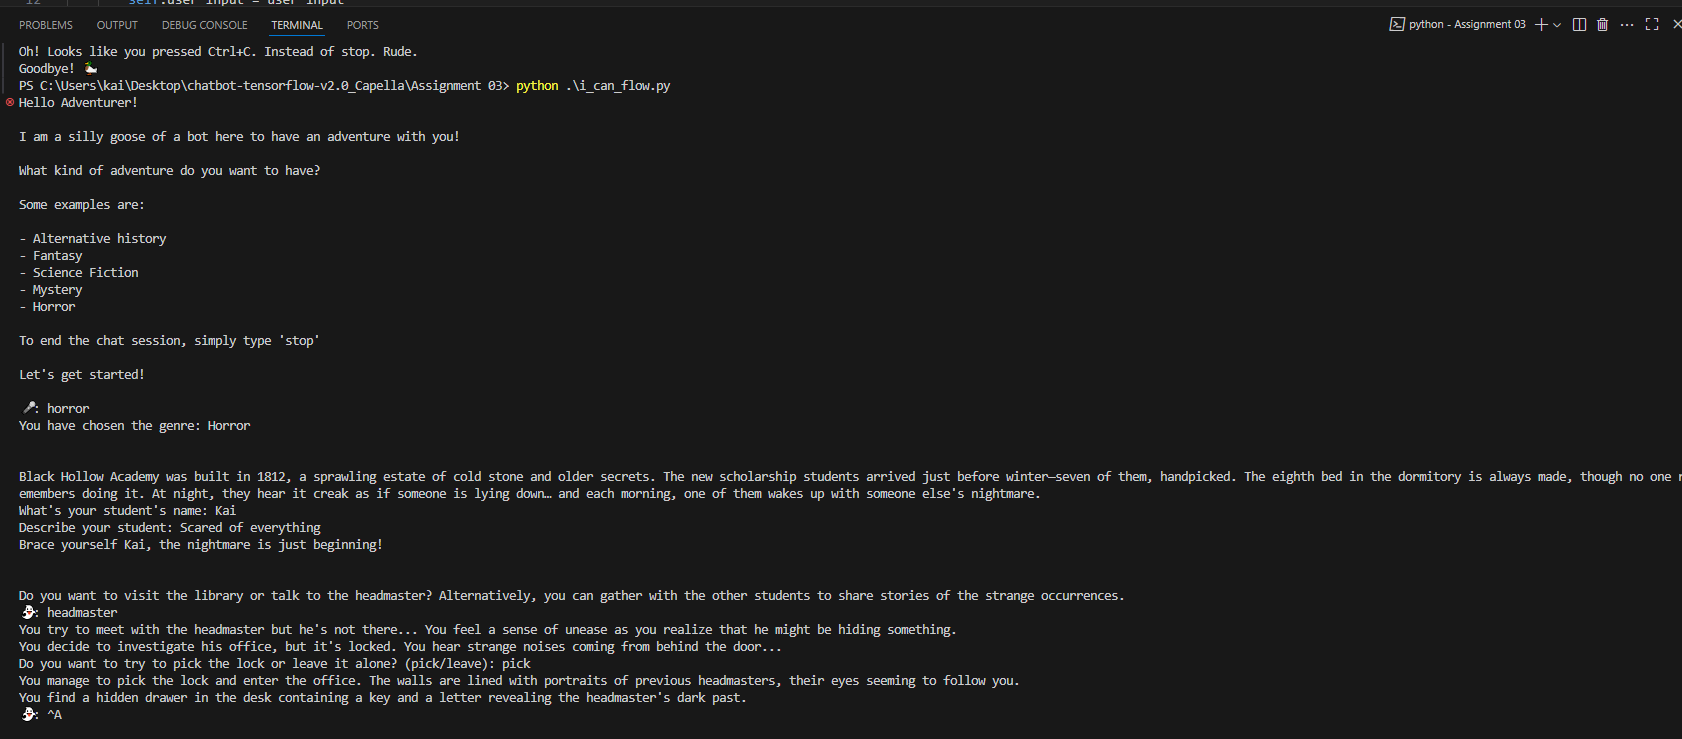 12 self.user_input = user_input
PROBLEMS OUTPUT DEBUG CONSOLE TERMINAL PORTS python - Assignment 03
Oh! Looks like you pressed Ctrl+C. Instead of stop. Rude.
Goodbye!
PS C:\Users\kai\Desktop\chatbot-tensorflow-v2.0_Capella\Assignment 03> python .\i_can_flow.py
Hello Adventurer!
I am a silly goose of a bot here to have an adventure with you!
What kind of adventure do you want to have?
Some examples are:
- Alternative history
- Fantasy
- Science Fiction
- Mystery
- Horror
To end the chat session, simply type 'stop'
Let's get started!
: horror
You have chosen the genre: Horror
Black Hollow Academy was built in 1812, a sprawling estate of cold stone and older secrets. The new scholarship students arrived just before winter—seven of them, handpicked. The eighth bed in the dormitory is always made, though no one r
emembers doing it. At night, they hear it creak as if someone is lying down… and each morning, one of them wakes up with someone else's nightmare.
What's your student's name: Kai
Describe your student: Scared of everything
Brace yourself Kai, the nightmare is just beginning!
Do you want to visit the library or talk to the headmaster? Alternatively, you can gather with the other students to share stories of the strange occurrences.
: headmaster
You try to meet with the headmaster but he's not there... You feel a sense of unease as you realize that he might be hiding something.
You decide to investigate his office, but it's locked. You hear strange noises coming from behind the door...
Do you want to try to pick the lock or leave it alone? (pick/leave): pick
You manage to pick the lock and enter the office. The walls are lined with portraits of previous headmasters, their eyes seeming to follow you.
You find a hidden drawer in the desk containing a key and a letter revealing the headmaster's dark past.
: ^A